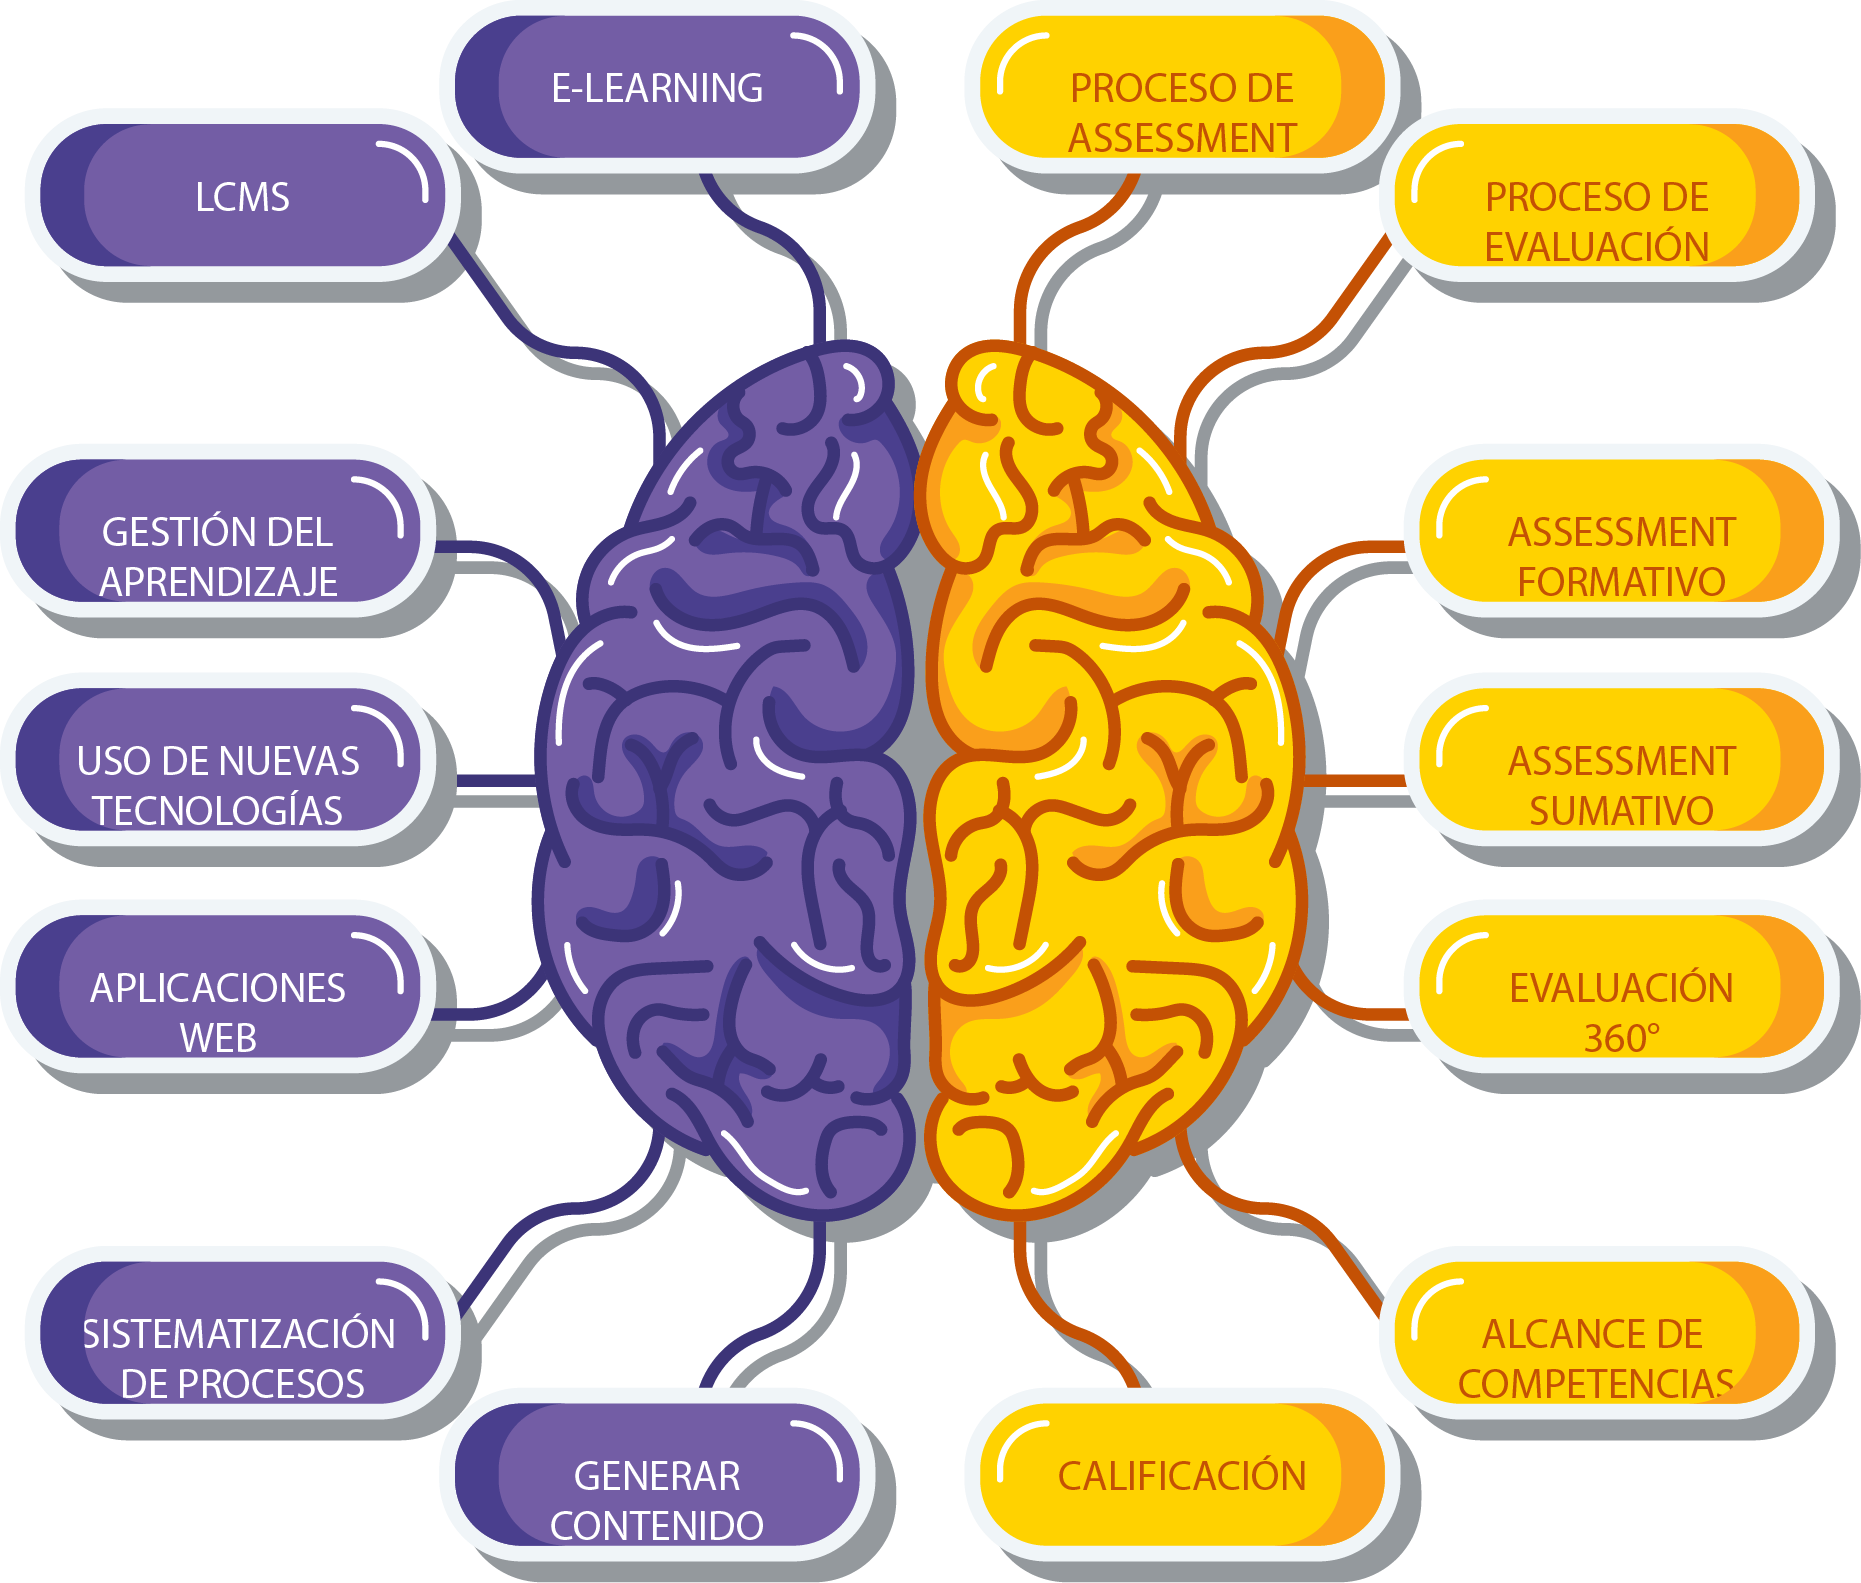 E-LEARNING
LCMS
GESTIÓN DEL
APRENDIZAJE
USO DE NUEVAS
TECNOLOGÍAS
APLICACIONES
WEB
SISTEMATIZACIÓN
DE PROCESOS
GENERAR
CONTENIDO
PROCESO DE
ASSESSMENT
PROCESO DE
EVALUACIÓN
ASSESSMENT
FORMATIVO
ASSESSMENT
SUMATIVO
EVALUACIÓN
360°
ALCANCE DE
COMPETENCIAS
CALIFICACIÓN